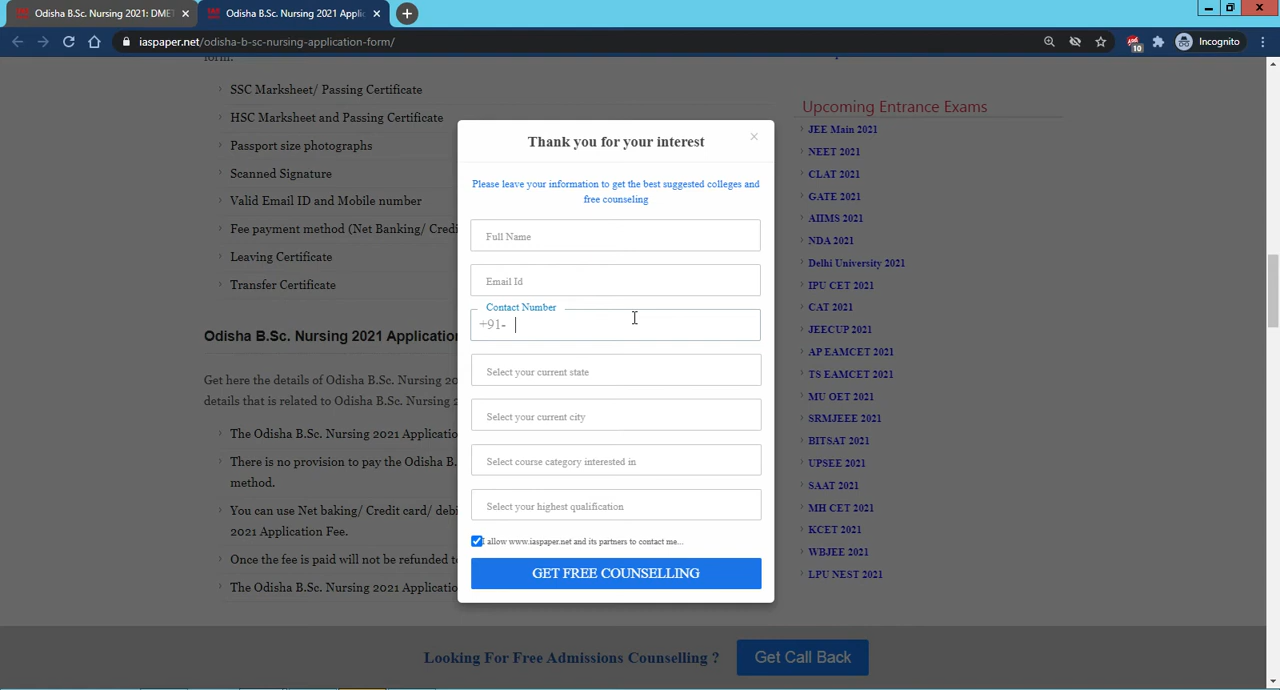 Odisha B.Sc. Nursing 2021: DMET
Odisha B.Sc. Nursing 2021 Applic
iaspaper.net/odisha-b-sc-nursing-application-form/
10
Incognito
form.
SSC Marksheet/ Passing Certificate
HSC Marksheet and Passing Certificate
Passport size photographs
Scanned Signature
Valid Email ID and Mobile number
Fee payment method (Net Banking/ Credi
Leaving Certificate
Transfer Certificate
Odisha B.Sc. Nursing 2021 Application
Get here the details of Odisha B.Sc. Nursing 20
details that is related to Odisha B.Sc. Nursing 2
The Odisha B.Sc. Nursing 2021 Applicatio
There is no provision to pay the Odisha B.
method.
You can use Net baking/ Credit card/ debi
2021 Application Fee.
Once the fee is paid will not be refunded to
The Odisha B.Sc. Nursing 2021 Applicatio
Thank you for your interest
×
Please leave your information to get the best suggested colleges and
free counseling
Full Name
Email Id
Contact Number
+91-
Select your current state
Select your current city
Select course category interested in
Select your highest qualification
I allow www.iaspaper.net and its partners to contact me...
GET FREE COUNSELLING
Upcoming Entrance Exams
JEE Main 2021
NEET 2021
CLAT 2021
GATE 2021
AIIMS 2021
NDA 2021
Delhi University 2021
IPU CET 2021
CAT 2021
JEECUP 2021
AP EAMCET 2021
TS EAMCET 2021
MU OET 2021
SRMJEEE 2021
BITSAT 2021
UPSEE 2021
SAAT 2021
MH CET 2021
KCET 2021
WBJEE 2021
LPU NEST 2021
Looking For Free Admissions Counselling ?
Get Call Back